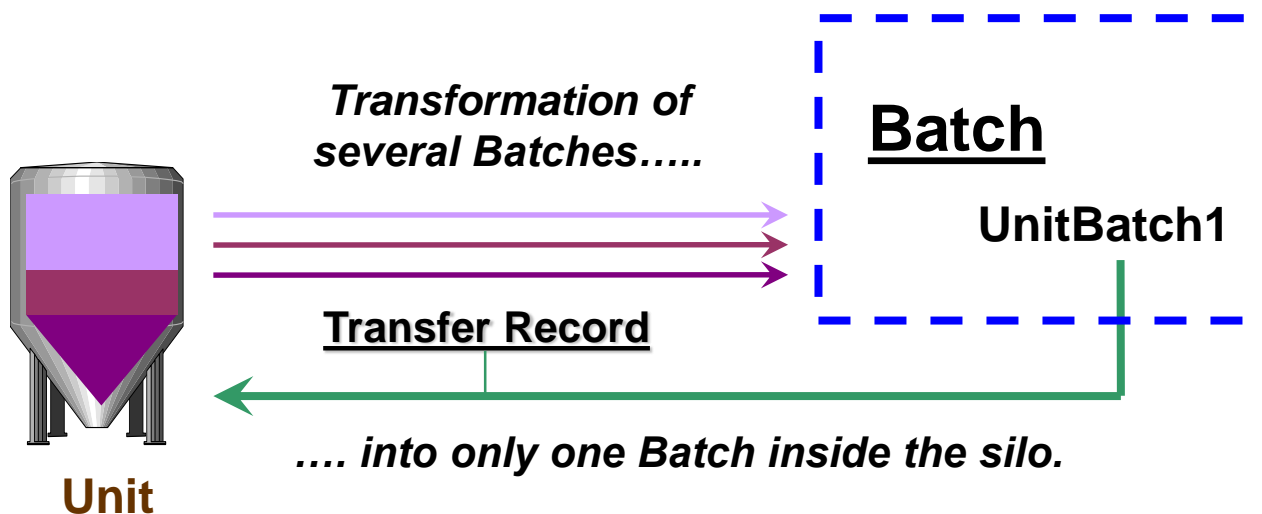 Transformation of
several Batches…..
Batch
UnitBatch1
Transfer Record
…. into only one Batch inside the silo.
Unit